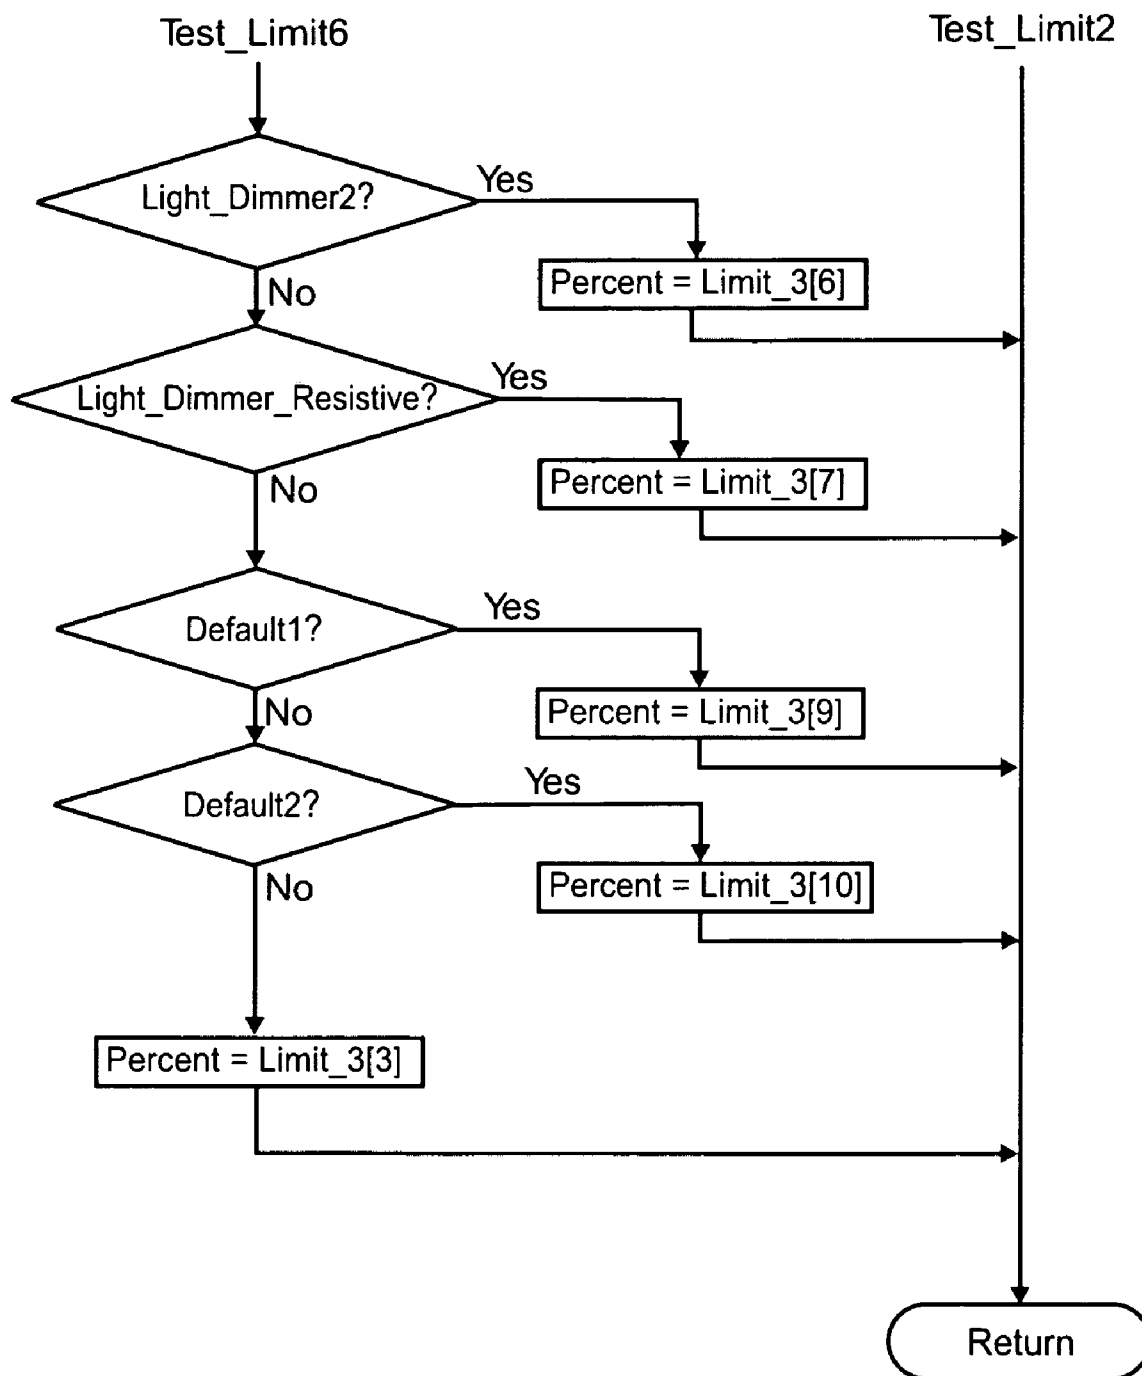 Test_Limit6
Test_Limit2
Light_Dimmer2?
Yes
Percent = Limit_3[6]
No
Light_Dimmer_Resistive?
Yes
Percent = Limit_3[7]
No
Default1?
Yes
Percent = Limit_3[9]
No
Default2?
Yes
Percent = Limit_3[10]
No
Percent = Limit_3[3]
Return